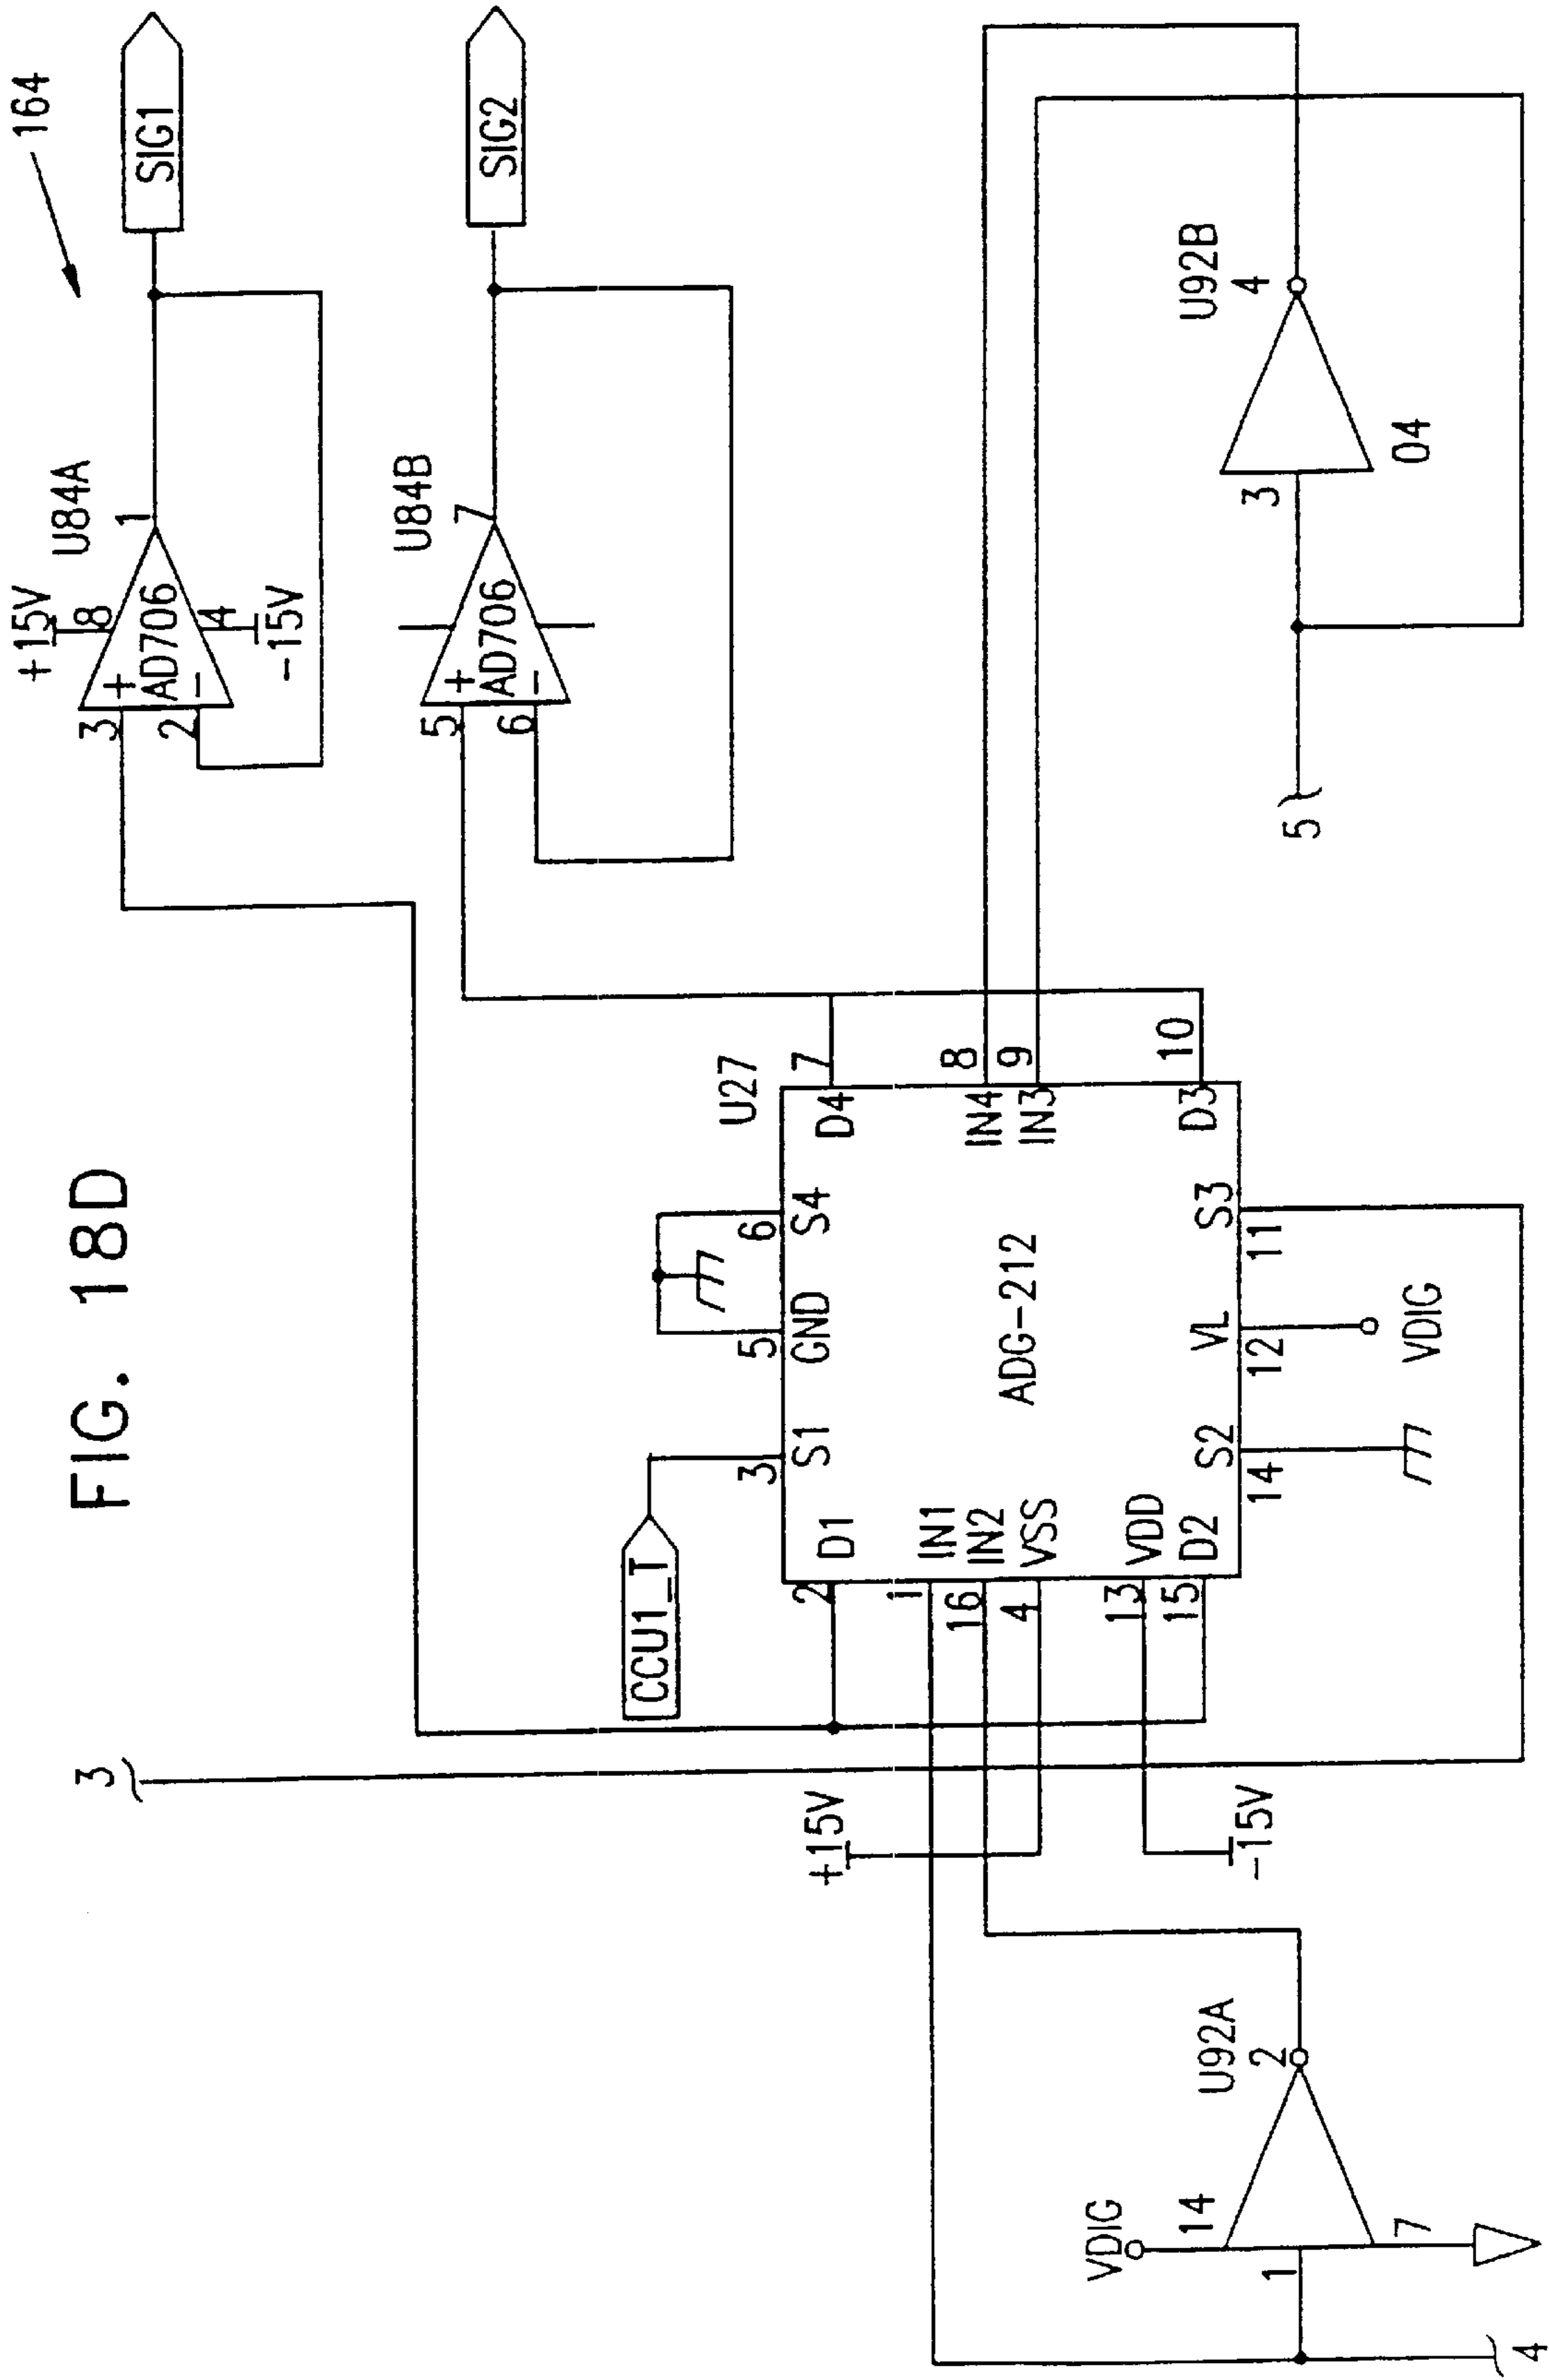 FIG. 18D
164
SIG1
SIG2
+15V
8
U84A
1
3
+
AD706
2
−
4
−15V
U84B
7
5
+
AD706
6
−
3
CCU1_T
U27
3
S1
5
GND
6
S4
2
D1
7
D4
1
IN1
16
IN2
4
VSS
13
VDD
15
D2
ADG-212
8
IN4
9
IN3
10
D3
14
S2
12
VL
11
S3
VDIG
+15V
−15V
U92A
VDIG
14
2
1
7
4
U92B
4
3
04
5